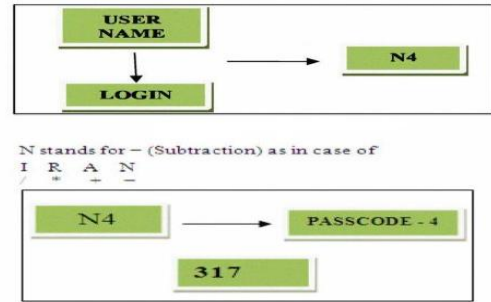 USER
NAME
N4
LOGIN
N stands for – (Subtraction) as in case of
I R A N
/ * + –
N4
PASSCODE - 4
317